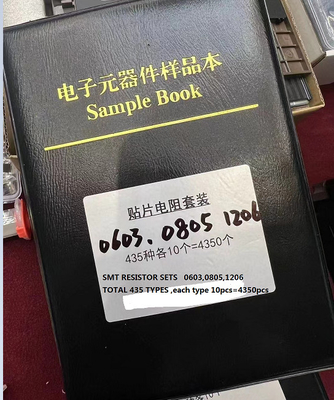 电子元器件样品本
Sample Book
贴片电阻套装
0603、0805 1206
435种各10个=4350个
SMT RESISTOR SETS 0603,0805,1206
TOTAL 435 TYPES ,each type 10pcs=4350pcs